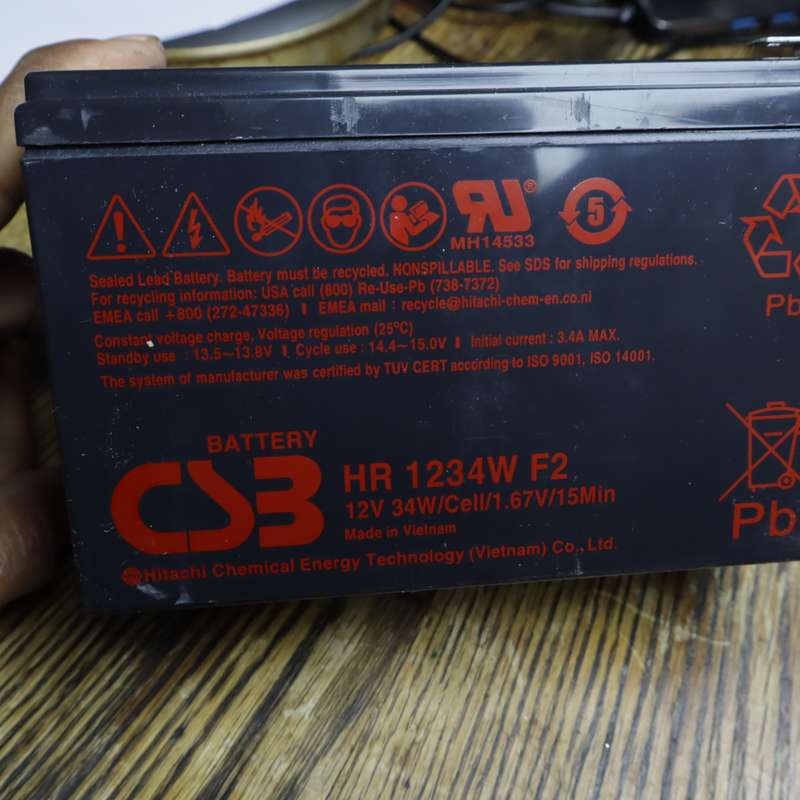 MH14533
5
Sealed Lead Battery. Battery must be recycled. NONSPILLABLE. See SDS for shipping regulations.
For recycling information: USA call (800) Re-Use-Pb (738-7372)
EMEA call +800 (272-47336) ❙ EMEA mail : recycle@hitachi-chem-en.co.nl
Constant voltage charge, Voltage regulation (25°C)
Standby use : 13.5~13.8V ❙ Cycle use : 14.4~15.0V ❙ Initial current : 3.4A MAX.
The system of manufacturer was certified by TUV CERT according to ISO 9001, ISO 14001.
Pb
BATTERY
CSB
HR 1234W F2
12V 34W/Cell/1.67V/15Min
Made in Vietnam
Hitachi Chemical Energy Technology (Vietnam) Co., Ltd.
Pb